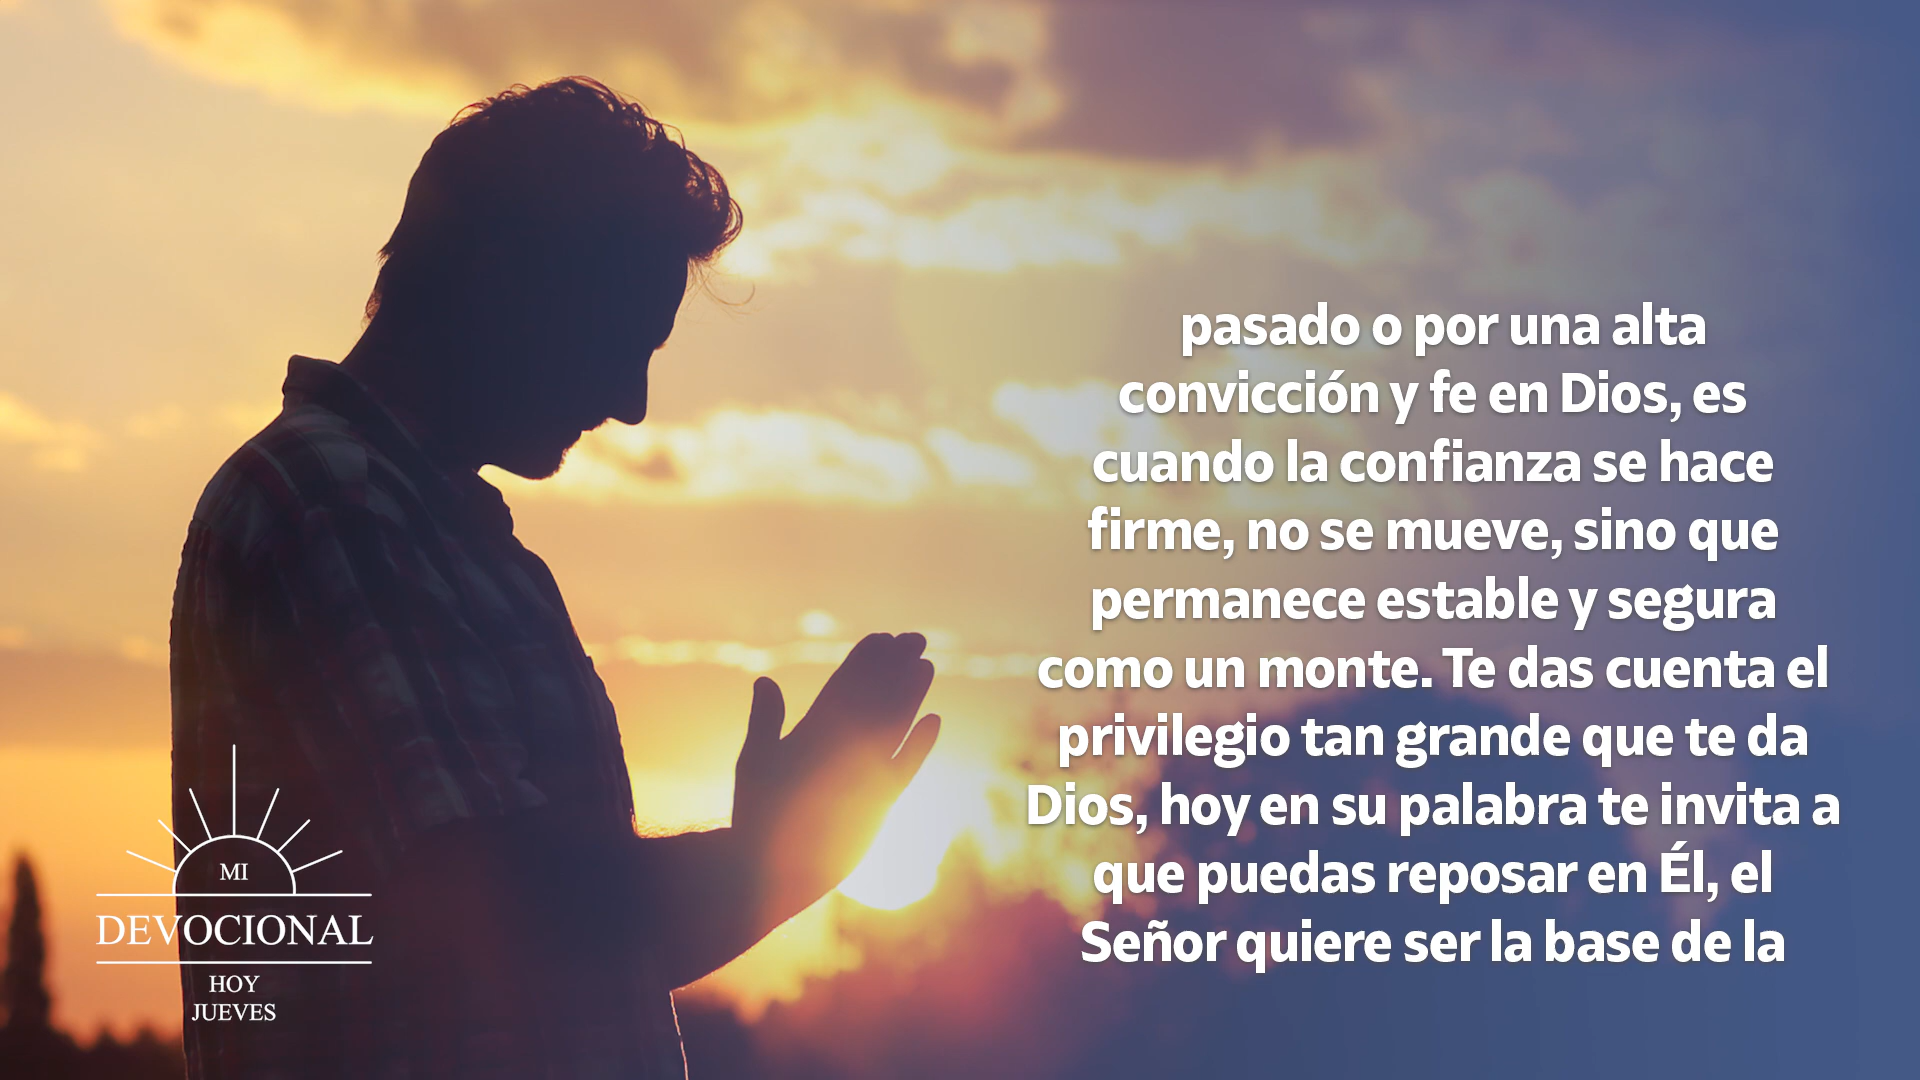 pasado o por una alta
convicción y fe en Dios, es
cuando la confianza se hace
firme, no se mueve, sino que
permanece estable y segura
como un monte. Te das cuenta el
privilegio tan grande que te da
Dios, hoy en su palabra te invita a
que puedas reposar en Él, el
Señor quiere ser la base de la
MI
DEVOCIONAL
HOY
JUEVES